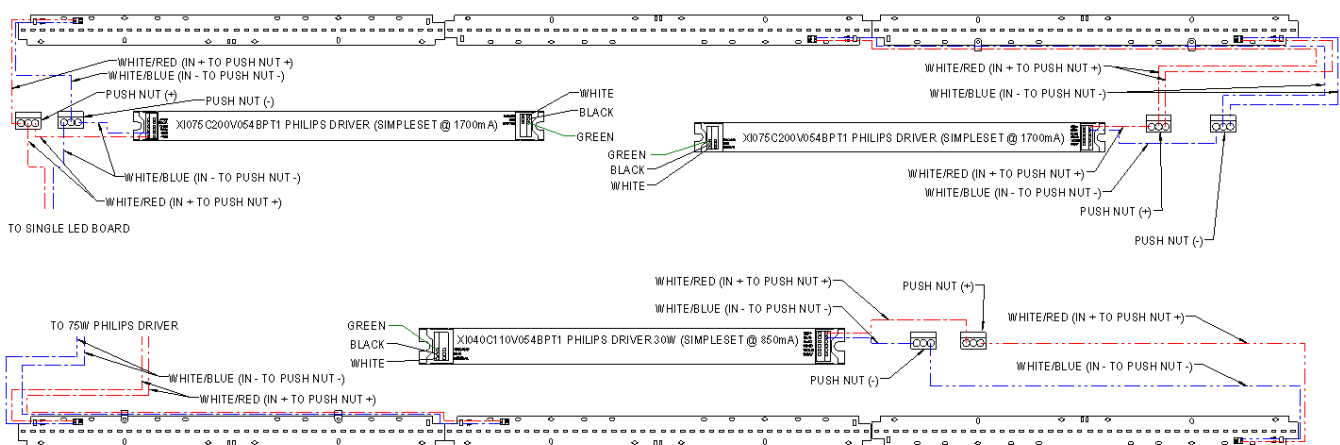 WHITE/RED (IN + TO PUSH NUT +)
WHITE/BLUE (IN - TO PUSH NUT -)
PUSH NUT (+)
PUSH NUT (-)
XI075C200V054BPT1 PHILIPS DRIVER (SIMPLESET @ 1700mA)
WHITE
BLACK
GREEN
WHITE/BLUE (IN - TO PUSH NUT -)
WHITE/RED (IN + TO PUSH NUT +)
TO SINGLE LED BOARD
WHITE/RED (IN + TO PUSH NUT +)
WHITE/BLUE (IN - TO PUSH NUT -)
XI075C200V054BPT1 PHILIPS DRIVER (SIMPLESET @ 1700mA)
GREEN
BLACK
WHITE
WHITE/RED (IN + TO PUSH NUT +)
WHITE/BLUE (IN - TO PUSH NUT -)
PUSH NUT (+)
PUSH NUT (-)
WHITE/RED (IN + TO PUSH NUT +)
WHITE/BLUE (IN - TO PUSH NUT -)
PUSH NUT (+)
WHITE/RED (IN + TO PUSH NUT +)
TO 75W PHILIPS DRIVER
GREEN
BLACK
WHITE
XI040C110V054BPT1 PHILIPS DRIVER 30W (SIMPLESET @ 850mA)
WHITE/BLUE (IN - TO PUSH NUT -)
PUSH NUT (-)
WHITE/BLUE (IN - TO PUSH NUT -)
WHITE/RED (IN + TO PUSH NUT +)